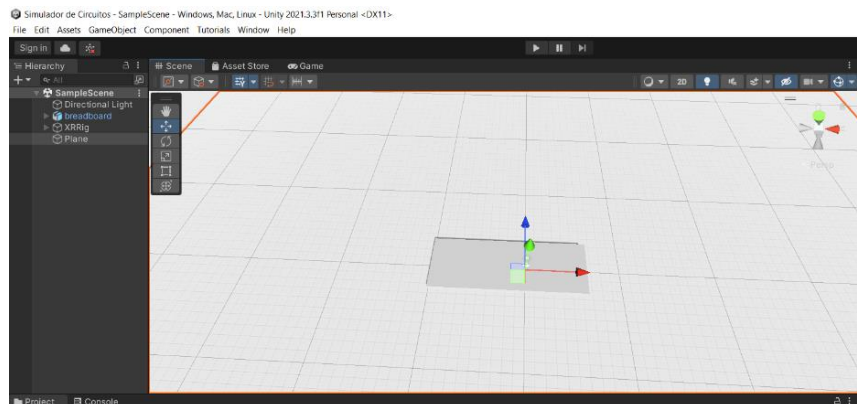 Simulador de Circuitos - SampleScene - Windows, Mac, Linux - Unity 2021.3.3f1 Personal <DX11>
File Edit Assets GameObject Component Tutorials Window Help
Sign in
Hierarchy Scene Asset Store Game
All 2D
SampleScene
Directional Light
breadboard
XRRig
Plane
Persp
Project Console